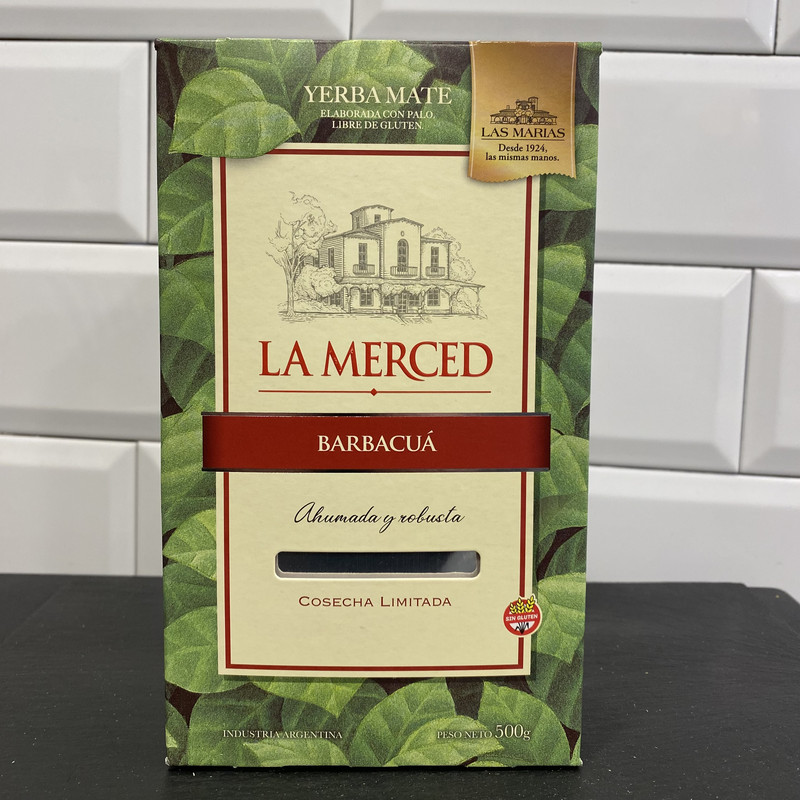 YERBA MATE
ELABORADA CON PALO.
LIBRE DE GLUTEN.
LAS MARIAS
Desde 1924,
las mismas manos.
LA MERCED
BARBACUÁ
Ahumada y robusta
COSECHA LIMITADA
SIN GLUTEN
INDUSTRIA ARGENTINA
PESO NETO 500g